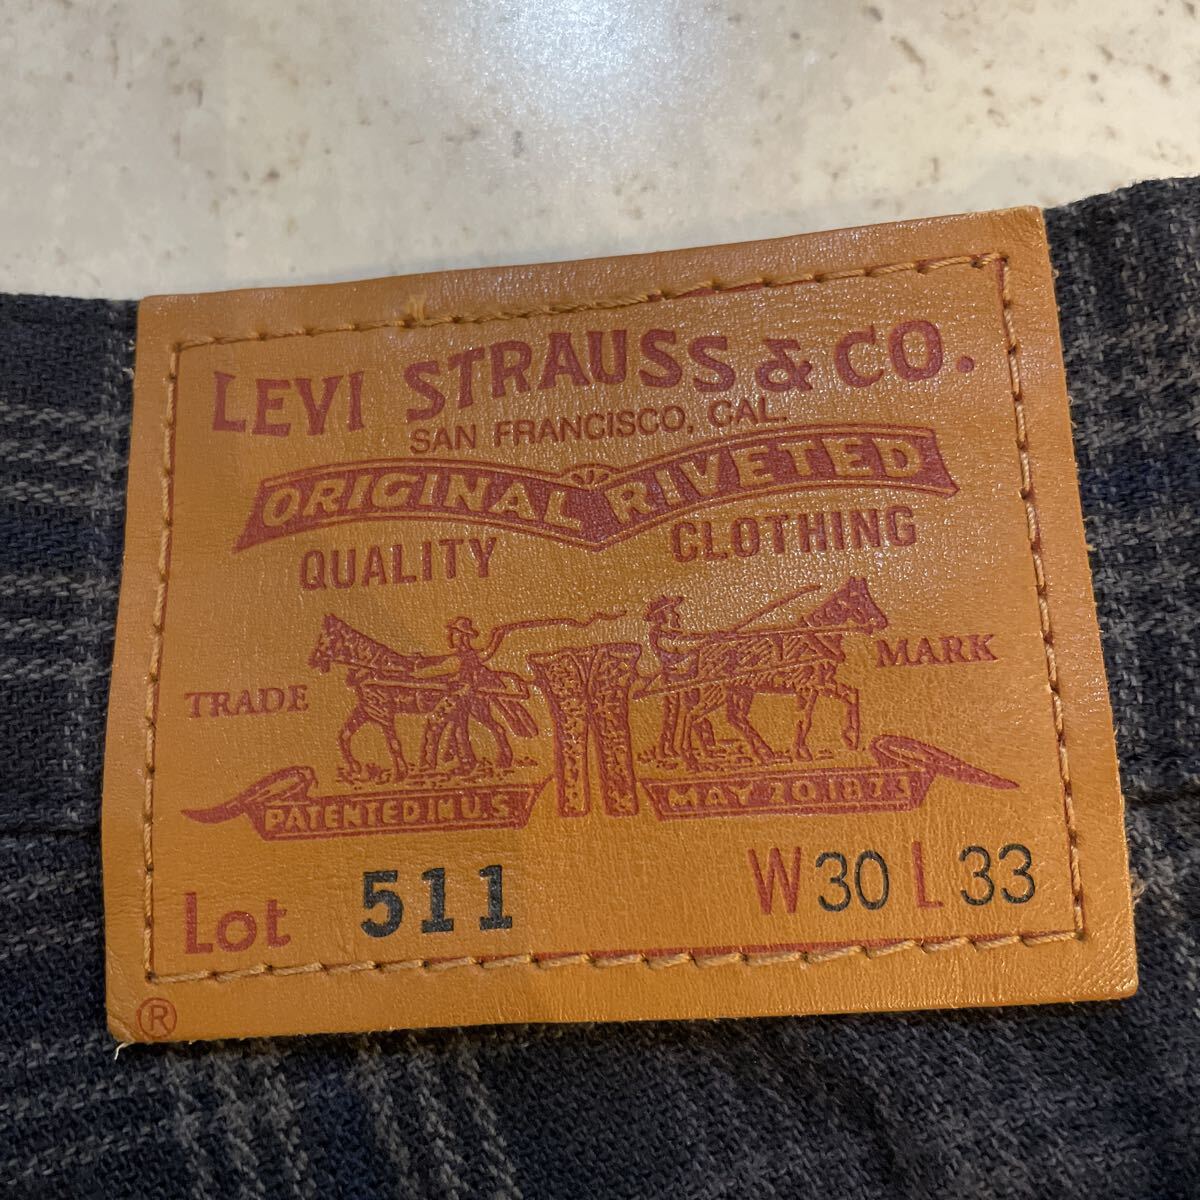 LEVI STRAUSS & CO.
SAN FRANCISCO, CAL.
ORIGINAL RIVETED
QUALITY CLOTHING
TRADE MARK
PATENTED IN U.S. MAY 20 1873
Lot 511 W 30 L 33
®